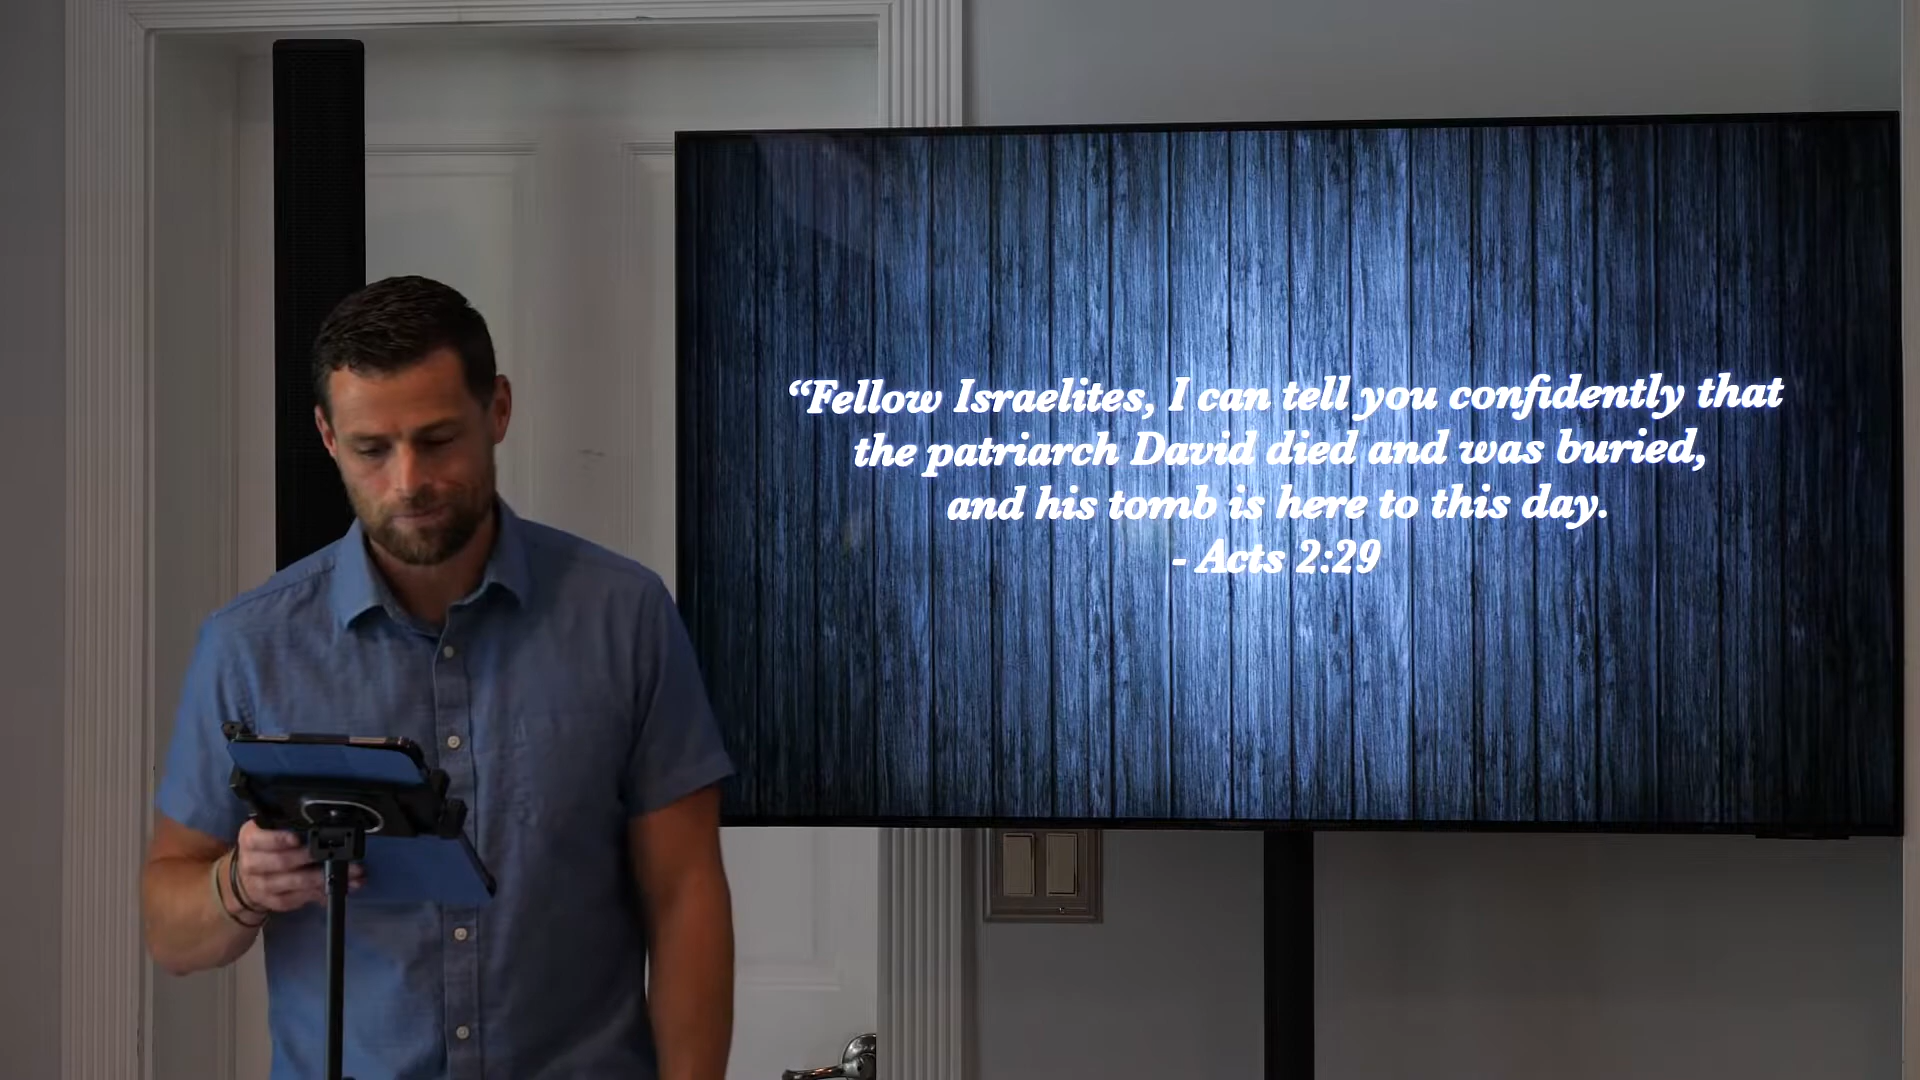 “Fellow Israelites, I can tell you confidently that
the patriarch David died and was buried,
and his tomb is here to this day.
- Acts 2:29